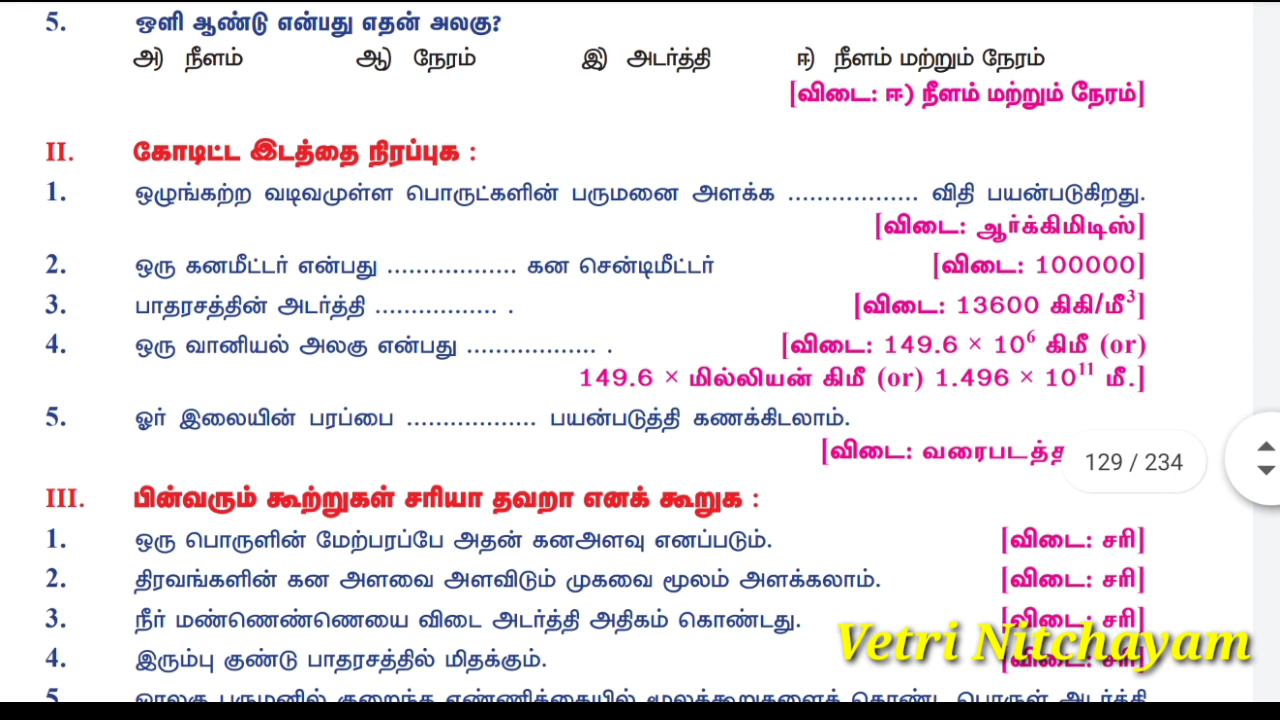 5. ஒளி ஆண்டு என்பது எதன் அலகு?
அ) நீளம் ஆ) நேரம் இ) அடர்த்தி ஈ) நீளம் மற்றும் நேரம்
[விடை: ஈ) நீளம் மற்றும் நேரம்]
II. கோடிட்ட இடத்தை நிரப்புக :
1. ஒழுங்கற்ற வடிவமுள்ள பொருட்களின் பருமனை அளக்க .................. விதி பயன்படுகிறது.
[விடை: ஆர்க்கிமிடிஸ்]
2. ஒரு கனமீட்டர் என்பது .................. கன சென்டிமீட்டர் [விடை: 100000]
3. பாதரசத்தின் அடர்த்தி ................. . [விடை: 13600 கிகி/மீ³]
4. ஒரு வானியல் அலகு என்பது .................. . [விடை: 149.6 × 10⁶ கிமீ (or)
149.6 × மில்லியன் கிமீ (or) 1.496 × 10¹¹ மீ.]
5. ஓர் இலையின் பரப்பை .................. பயன்படுத்தி கணக்கிடலாம்.
[விடை: 129 / 234
III. பின்வரும் கூற்றுகள் சரியா தவறா எனக் கூறுக :
1. ஒரு பொருளின் மேற்பரப்பே அதன் கனஅளவு எனப்படும். [விடை: சரி]
2. திரவங்களின் கன அளவை அளவிடும் முகவை மூலம் அளக்கலாம். [விடை: சரி]
3. நீர் மண்ணெண்ணெயை விடை அடர்த்தி அதிகம் கொண்டது. [விடை: சரி]
Vetri Nitchayam
4. இரும்பு குண்டு பாதரசத்தில் மிதக்கும். [விடை: சரி]